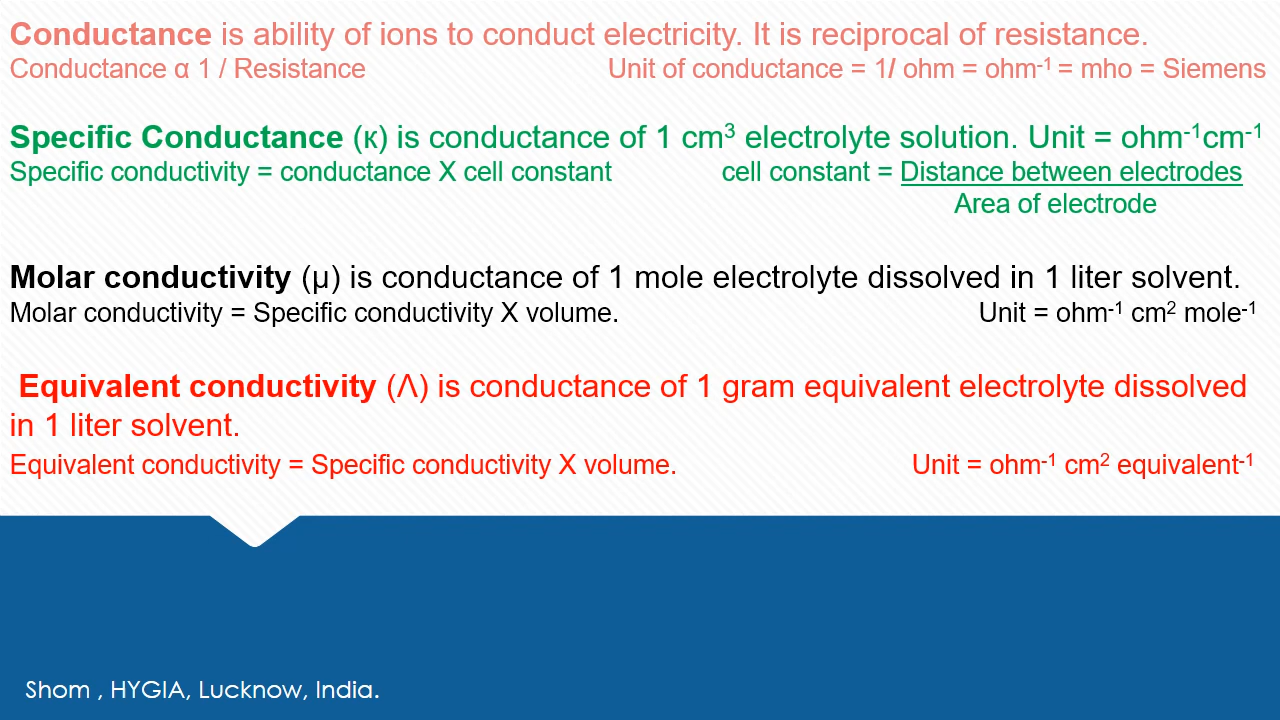 Conductance is ability of ions to conduct electricity. It is reciprocal of resistance.
Conductance α 1 / Resistance Unit of conductance = 1/ ohm = ohm⁻¹ = mho = Siemens
Specific Conductance (κ) is conductance of 1 cm³ electrolyte solution. Unit = ohm⁻¹cm⁻¹
Specific conductivity = conductance X cell constant cell constant = Distance between electrodes
Area of electrode
Molar conductivity (μ) is conductance of 1 mole electrolyte dissolved in 1 liter solvent.
Molar conductivity = Specific conductivity X volume. Unit = ohm⁻¹ cm² mole⁻¹
Equivalent conductivity (Λ) is conductance of 1 gram equivalent electrolyte dissolved
in 1 liter solvent.
Equivalent conductivity = Specific conductivity X volume. Unit = ohm⁻¹ cm² equivalent⁻¹
Shom , HYGIA, Lucknow, India.